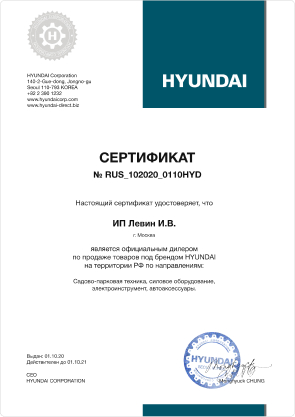 HYUNDAI Corporation
140-2-Gue-dong, Jongno-gu
Seoul 110-793 KOREA
+82 2 390 1232
www.hyundaicorp.com
www.hyundai-direct.biz
HYUNDAI
СЕРТИФИКАТ
№ RUS_102020_0110HYD
Настоящий сертификат удостоверяет, что
ИП Левин И.В.
г. Москва
является официальным дилером
по продаже товаров под брендом HYUNDAI
на территории РФ по направлениям:
Садово-парковая техника, силовое оборудование,
электроинструмент, автоаксессуары.
Выдан: 01.10.20
Действителен до 01.10.21
CEO
HYUNDAI CORPORATION
HYUNDAI
Monghyuck CHUNG